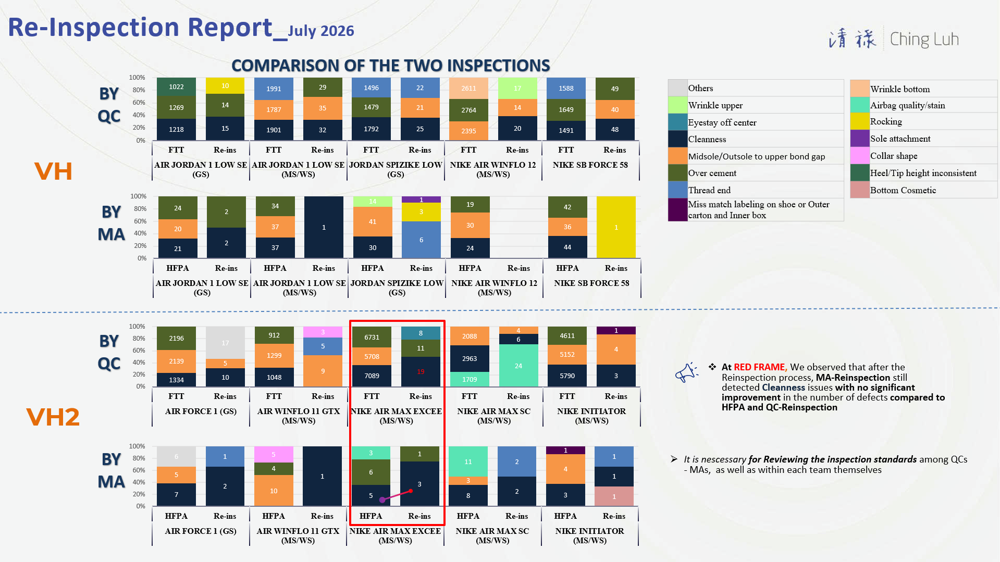 Re-Inspection Report_July 2026
清禄 Ching Luh
COMPARISON OF THE TWO INSPECTIONS
VH
BY
QC
100%
80%
60%
40%
20%
0%
1022 10 1991 29 1496 22 2611 17 1588 49
1269 14 1787 35 1479 21 2764 14 1649 40
1218 15 1901 32 1792 25 2395 20 1491 48
FTT Re-ins FTT Re-ins FTT Re-ins FTT Re-ins FTT Re-ins
AIR JORDAN 1 LOW SE AIR JORDAN 1 LOW SE JORDAN SPIZIKE LOW NIKE AIR WINFLO 12 NIKE SB FORCE 58
(GS) (MS/WS) (GS) (MS/WS)
BY
MA
100%
80%
60%
40%
20%
0%
24 2 34 14 1 19 42
20 37 1 41 3 30 36 1
21 2 37 30 6 24 44
HFPA Re-ins HFPA Re-ins HFPA Re-ins HFPA Re-ins HFPA Re-ins
AIR JORDAN 1 LOW SE AIR JORDAN 1 LOW SE JORDAN SPIZIKE LOW NIKE AIR WINFLO 12 NIKE SB FORCE 58
(GS) (MS/WS) (GS) (MS/WS)
Others
Wrinkle upper
Eyestay off center
Cleanness
Midsole/Outsole to upper bond gap
Over cement
Thread end
Miss match labeling on shoe or Outer
carton and Inner box
Wrinkle bottom
Airbag quality/stain
Rocking
Sole attachment
Collar shape
Heel/Tip height inconsistent
Bottom Cosmetic
VH2
BY
QC
100%
80%
60%
40%
20%
0%
2196 17 912 3 6731 8 2088 4 4611 1
2139 5 1299 5 5708 11 2963 6 5152 4
1334 10 1048 9 7089 19 1709 24 5790 3
FTT Re-ins FTT Re-ins FTT Re-ins FTT Re-ins FTT Re-ins
AIR FORCE 1 (GS) AIR WINFLO 11 GTX NIKE AIR MAX EXCEE NIKE AIR MAX SC NIKE INITIATOR
(MS/WS) (MS/WS) (MS/WS) (MS/WS)
BY
MA
100%
80%
60%
40%
20%
0%
6 1 5 3 1 11 2 1 1
5 4 1 6 3 4 1
7 2 10 5 3 8 2 3 1
HFPA Re-ins HFPA Re-ins HFPA Re-ins HFPA Re-ins HFPA Re-ins
AIR FORCE 1 (GS) AIR WINFLO 11 GTX NIKE AIR MAX EXCEE NIKE AIR MAX SC NIKE INITIATOR
(MS/WS) (MS/WS) (MS/WS) (MS/WS)
❖ At RED FRAME, We observed that after the
Reinspection process, MA-Reinspection still
detected Cleanness issues with no significant
improvement in the number of defects compared to
HFPA and QC-Reinspection
➢ It is nescessary for Reviewing the inspection standards among QCs
- MAs, as well as within each team themselves